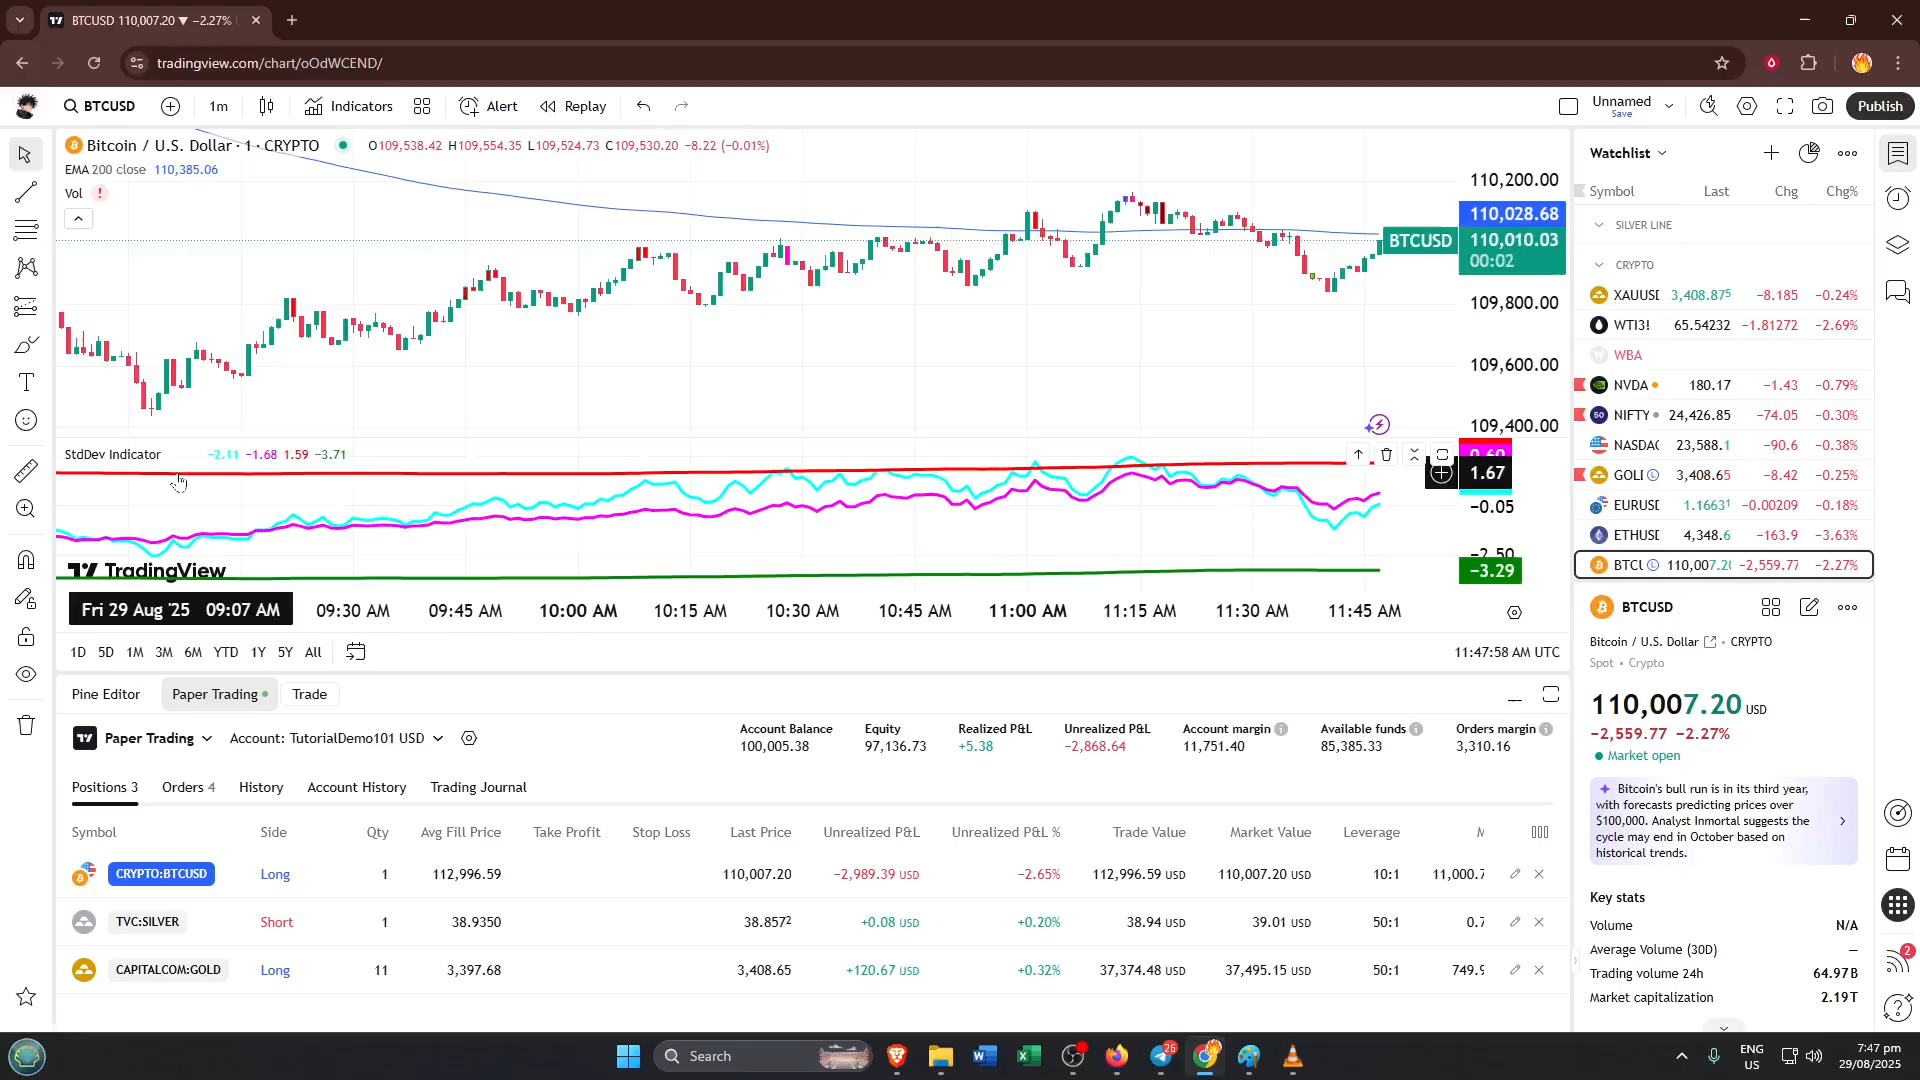 BTCUSD 110,007.20 ▼ −2.27%
tradingview.com/chart/oOdWCEND/
BTCUSD 1m Indicators Alert Replay Unnamed Save Publish
Bitcoin / U.S. Dollar · 1 · CRYPTO O109,538.42 H109,554.35 L109,524.73 C109,530.20 −8.22 (−0.01%)
EMA 200 close 110,385.06
Vol
110,200.00
110,028.68
BTCUSD 110,010.03
00:02
109,800.00
109,600.00
109,400.00
StdDev Indicator −2.11 −1.68 1.59 −3.71
1.67
−0.05
−2.50
−3.29
TradingView
Fri 29 Aug '25 09:07 AM 09:30 AM 09:45 AM 10:00 AM 10:15 AM 10:30 AM 10:45 AM 11:00 AM 11:15 AM 11:30 AM 11:45 AM
1D 5D 1M 3M 6M YTD 1Y 5Y All 11:47:58 AM UTC
Pine Editor Paper Trading Trade
Paper Trading Account: TutorialDemo101 USD
Account Balance Equity Realized P&L Unrealized P&L Account margin Available funds Orders margin
100,005.38 97,136.73 +5.38 −2,868.64 11,751.40 85,385.33 3,310.16
Positions 3 Orders 4 History Account History Trading Journal
Symbol Side Qty Avg Fill Price Take Profit Stop Loss Last Price Unrealized P&L Unrealized P&L % Trade Value Market Value Leverage
CRYPTO:BTCUSD Long 1 112,996.59 110,007.20 −2,989.39 USD −2.65% 112,996.59 USD 110,007.20 USD 10:1 11,000.7
TVC:SILVER Short 1 38.9350 38.857² +0.08 USD +0.20% 38.94 USD 39.01 USD 50:1 0.7
CAPITALCOM:GOLD Long 11 3,397.68 3,408.65 +120.67 USD +0.32% 37,374.48 USD 37,495.15 USD 50:1 749.9
Watchlist
Symbol Last Chg Chg%
SILVER LINE
CRYPTO
XAUUSD 3,408.87⁵ −8.185 −0.24%
WTI3! 65.54232 −1.81272 −2.69%
WBA
NVDA 180.17 −1.43 −0.79%
NIFTY 24,426.85 −74.05 −0.30%
NASDAQ 23,588.1 −90.6 −0.38%
GOLD 3,408.65 −8.42 −0.25%
EURUSD 1.1663¹ −0.00209 −0.18%
ETHUSD 4,348.6 −163.9 −3.63%
BTCU 110,007.20 −2,559.77 −2.27%
BTCUSD
Bitcoin / U.S. Dollar • CRYPTO
Spot • Crypto
110,007.20 USD
−2,559.77 −2.27%
Market open
Bitcoin's bull run is in its third year,
with forecasts predicting prices over
$100,000. Analyst Inmortal suggests the
cycle may end in October based on
historical trends.
Key stats
Volume N/A
Average Volume (30D) —
Trading volume 24h 64.97B
Market capitalization 2.19T
2
Search
26
ENG
US
7:47 pm
29/08/2025